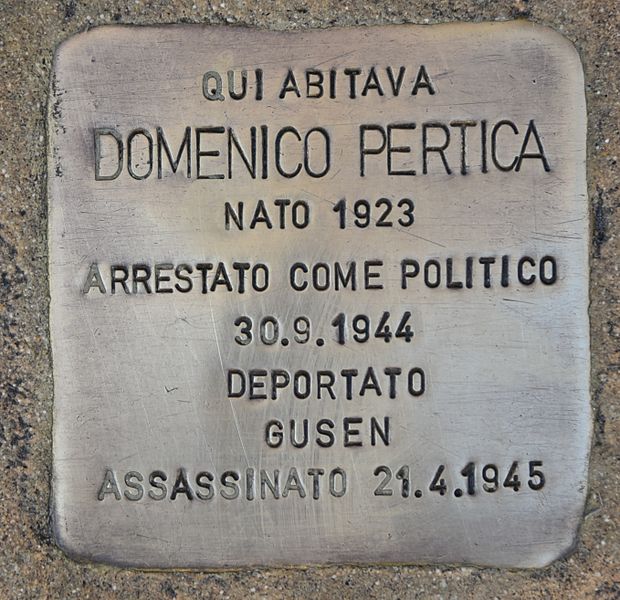 QUI ABITAVA
DOMENICO PERTICA
NATO 1923
ARRESTATO COME POLITICO
30.9.1944
DEPORTATO
GUSEN
ASSASSINATO 21.4.1945